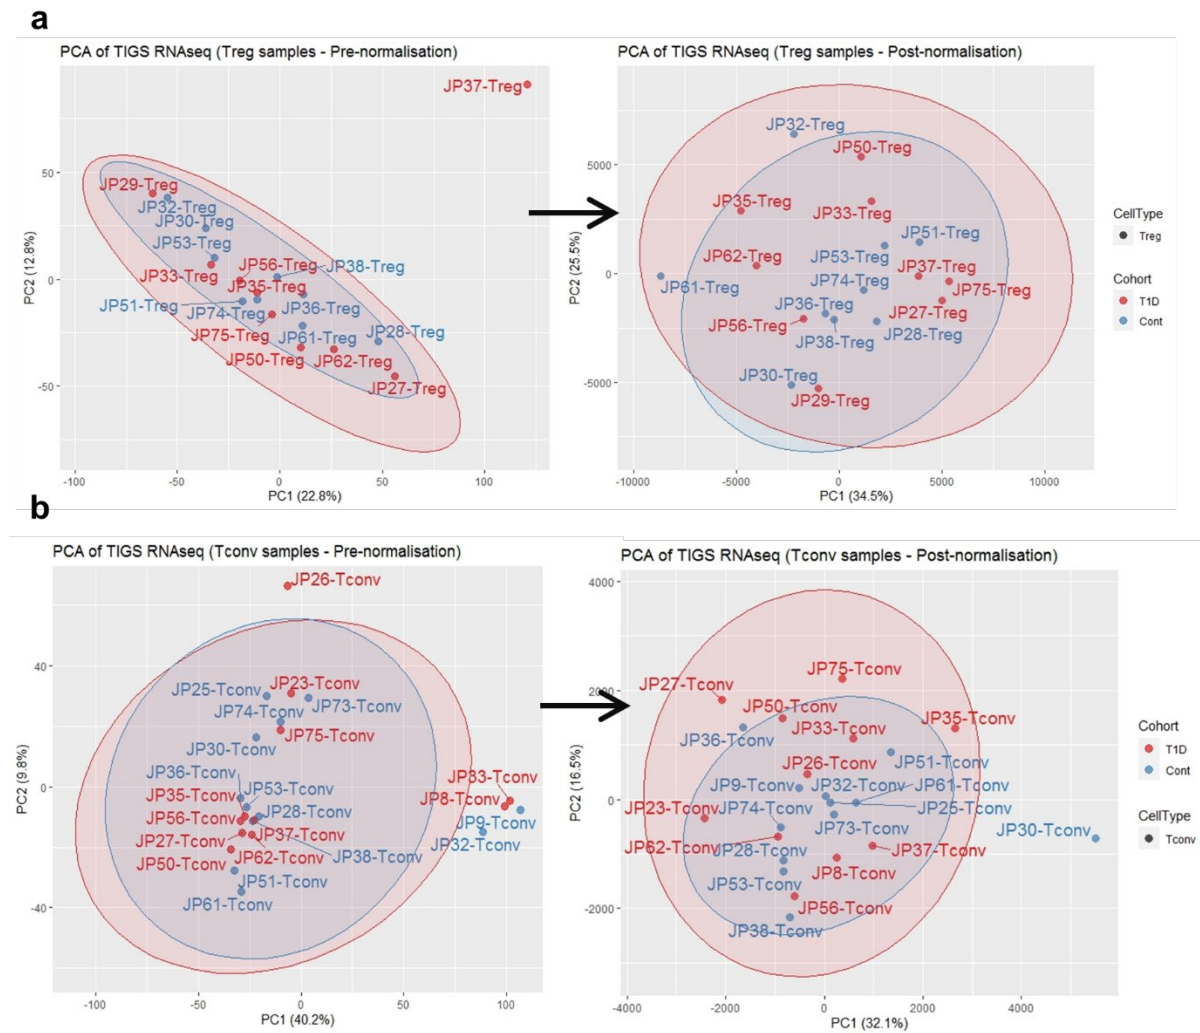 a
PCA of TIGS RNAseq (Treg samples - Pre-normalisation)
JP37-Treg
JP29-Treg
JP32-Treg
JP30-Treg
JP53-Treg
JP33-Treg
JP56-Treg
JP38-Treg
JP35-Treg
JP51-Treg
JP74-Treg
JP36-Treg
JP75-Treg
JP61-Treg
JP28-Treg
JP50-Treg
JP62-Treg
JP27-Treg
50
0
-50
PC2 (12.8%)
-100
-50
0
50
100
PC1 (22.8%)
PCA of TIGS RNAseq (Treg samples - Post-normalisation)
JP32-Treg
JP50-Treg
JP35-Treg
JP33-Treg
JP51-Treg
JP53-Treg
JP62-Treg
JP37-Treg
JP61-Treg
JP74-Treg
JP75-Treg
JP36-Treg
JP27-Treg
JP56-Treg
JP38-Treg
JP28-Treg
JP30-Treg
JP29-Treg
5000
0
-5000
PC2 (25.5%)
-10000
-5000
0
5000
10000
PC1 (34.5%)
CellType
Treg
Cohort
T1D
Cont
b
PCA of TIGS RNAseq (Tconv samples - Pre-normalisation)
JP26-Tconv
JP25-Tconv
JP23-Tconv
JP74-Tconv
JP73-Tconv
JP75-Tconv
JP30-Tconv
JP36-Tconv
JP53-Tconv
JP33-Tconv
JP35-Tconv
JP8-Tconv
JP56-Tconv
JP28-Tconv
JP9-Tconv
JP27-Tconv
JP37-Tconv
JP32-Tconv
JP50-Tconv
JP62-Tconv
JP38-Tconv
JP51-Tconv
JP61-Tconv
40
0
-40
PC2 (9.8%)
-100
-50
0
50
100
PC1 (40.2%)
PCA of TIGS RNAseq (Tconv samples - Post-normalisation)
JP75-Tconv
JP27-Tconv
JP50-Tconv
JP35-Tconv
JP33-Tconv
JP36-Tconv
JP51-Tconv
JP26-Tconv
JP9-Tconv
JP32-Tconv
JP61-Tconv
JP23-Tconv
JP74-Tconv
JP25-Tconv
JP73-Tconv
JP30-Tconv
JP62-Tconv
JP28-Tconv
JP37-Tconv
JP8-Tconv
JP53-Tconv
JP56-Tconv
JP38-Tconv
4000
2000
0
-2000
PC2 (16.5%)
-4000
-2000
0
2000
4000
PC1 (32.1%)
Cohort
T1D
Cont
CellType
Tconv